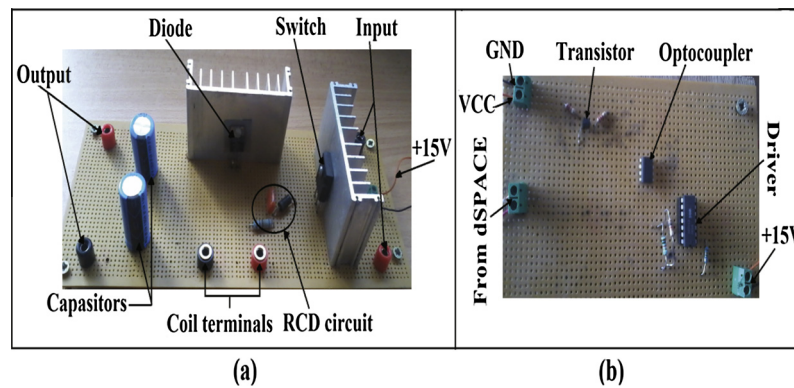 Diode
Switch
Input
Output
+15V
Capasitors
Coil terminals
RCD circuit
(a)
GND
Transistor
Optocoupler
VCC
From dSPACE
Driver
+15V
(b)